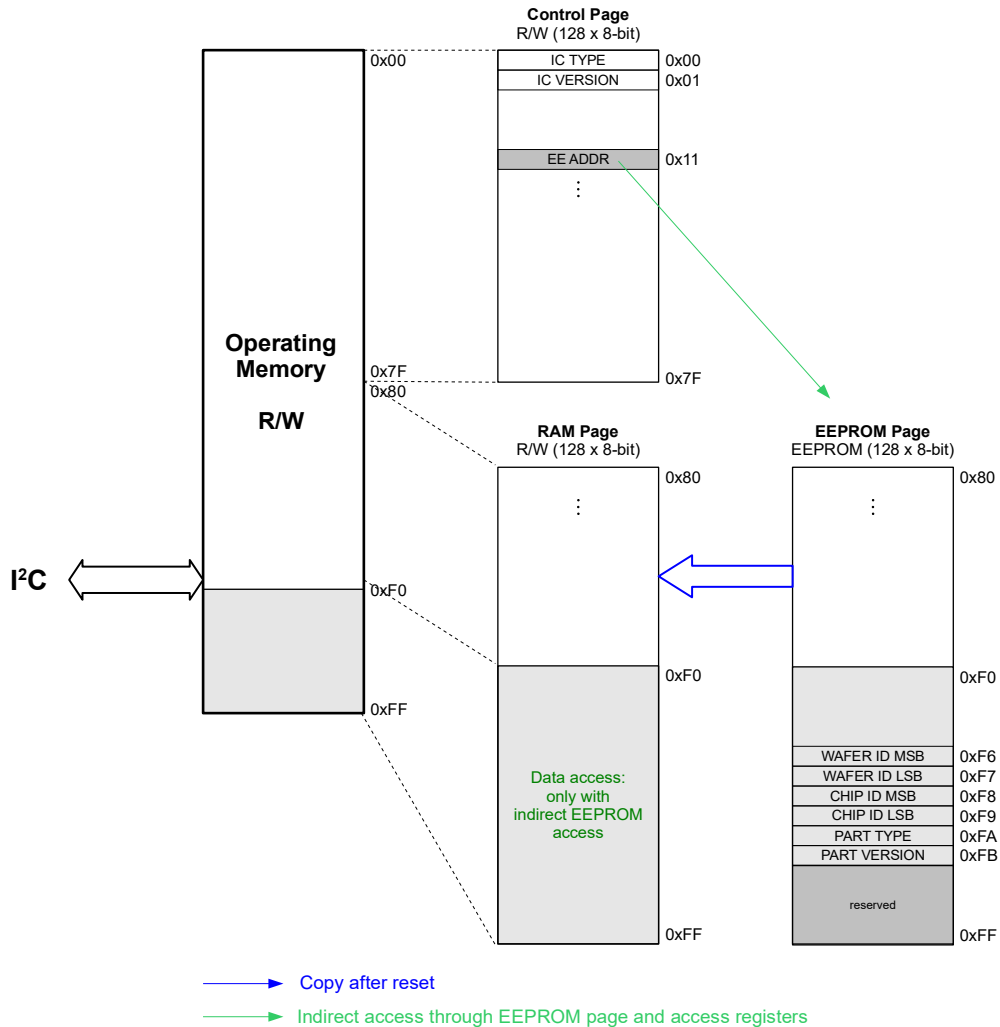 Control Page
R/W (128 x 8-bit)
0x00
IC TYPE
0x00
IC VERSION
0x01
EE ADDR
0x11
⋮
Operating
Memory
R/W
0x7F
0x80
0x7F
RAM Page
R/W (128 x 8-bit)
EEPROM Page
EEPROM (128 x 8-bit)
0x80
0x80
⋮
⋮
I²C
0xF0
0xF0
0xF0
0xFF
WAFER ID MSB
0xF6
WAFER ID LSB
0xF7
CHIP ID MSB
0xF8
CHIP ID LSB
0xF9
PART TYPE
0xFA
PART VERSION
0xFB
Data access:
only with
indirect EEPROM
access
reserved
0xFF
0xFF
Copy after reset
Indirect access through EEPROM page and access registers